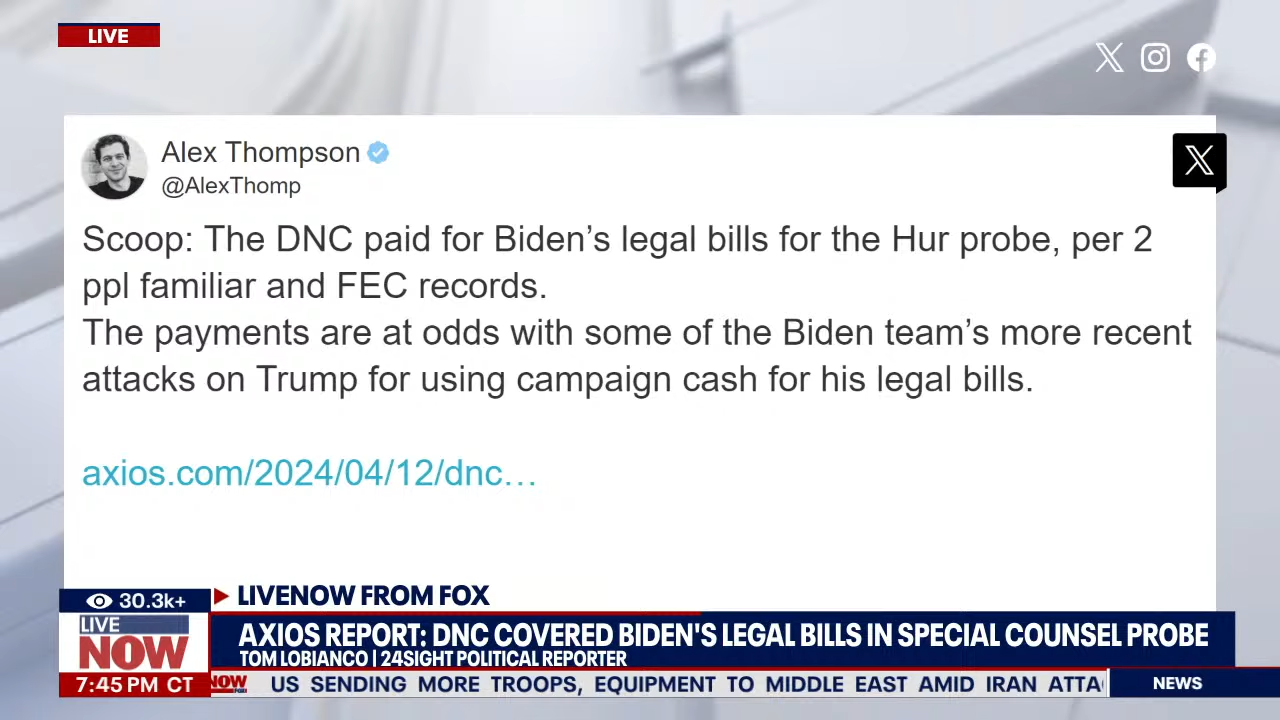 LIVE
Alex Thompson
@AlexThomp
Scoop: The DNC paid for Biden’s legal bills for the Hur probe, per 2
ppl familiar and FEC records.
The payments are at odds with some of the Biden team’s more recent
attacks on Trump for using campaign cash for his legal bills.
axios.com/2024/04/12/dnc…
30.3k+
LIVENOW FROM FOX
LIVE
NOW
AXIOS REPORT: DNC COVERED BIDEN'S LEGAL BILLS IN SPECIAL COUNSEL PROBE
TOM LOBIANCO | 24SIGHT POLITICAL REPORTER
7:45 PM CT
NOW
US SENDING MORE TROOPS, EQUIPMENT TO MIDDLE EAST AMID IRAN ATTA
NEWS